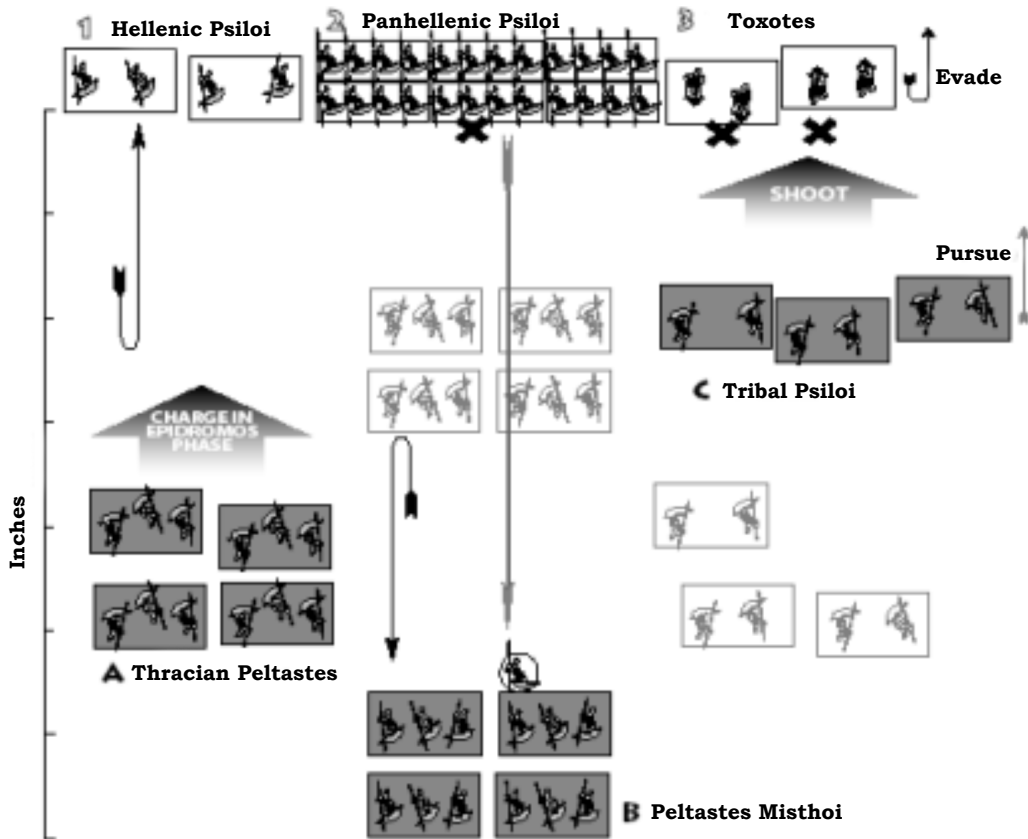 1 Hellenic Psiloi
2 Panhellenic Psiloi
3 Toxotes
Evade
SHOOT
Pursue
C Tribal Psiloi
CHARGE IN
EPIDROMOS
PHASE
Inches
A Thracian Peltastes
B Peltastes Misthoi